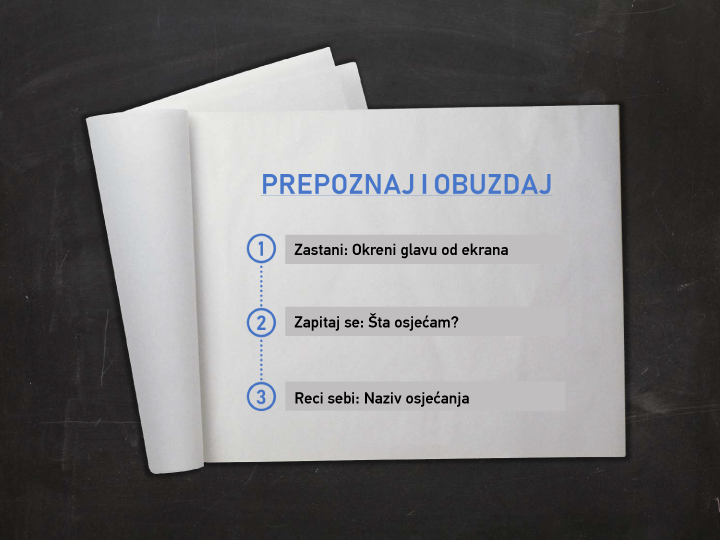 PREPOZNAJ I OBUZDAJ
1 Zastani: Okreni glavu od ekrana
2 Zapitaj se: Šta osjećam?
3 Reci sebi: Naziv osjećanja